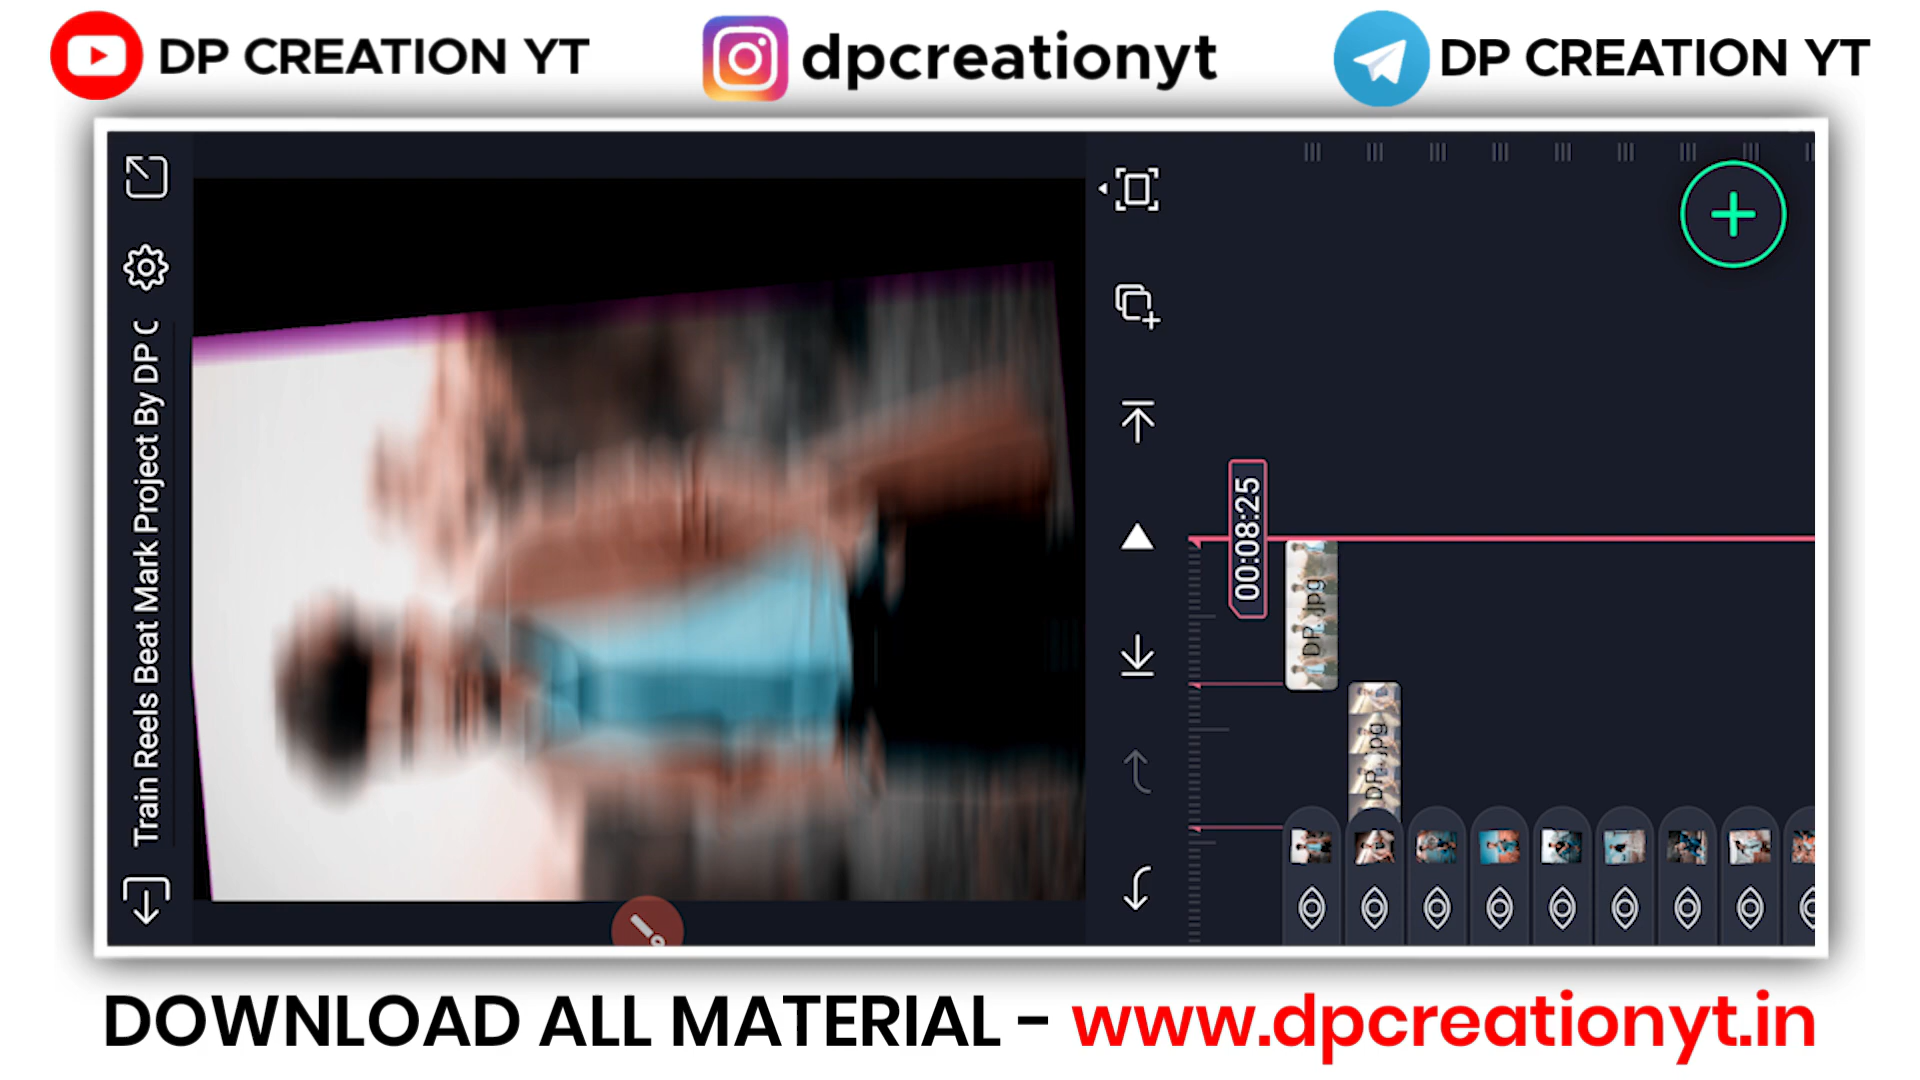 DP CREATION YT
dpcreationyt
DP CREATION YT
Train Reels Beat Mark Project By DP C
00:08:25
DP .jpg
DP .jpg
DOWNLOAD ALL MATERIAL - www.dpcreationyt.in